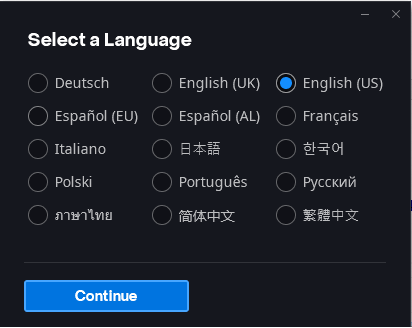 Select a Language
Deutsch English (UK) English (US)
Español (EU) Español (AL) Français
Italiano 日本語 한국어
Polski Português Русский
ภาษาไทย 简体中文 繁體中文
Continue